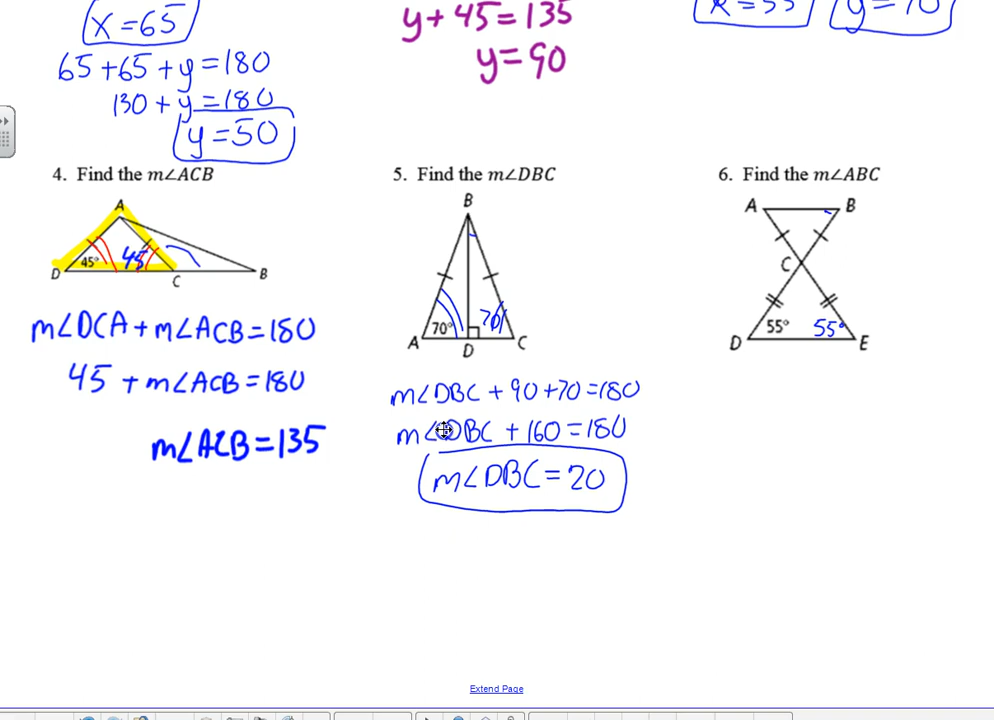 x = 65
65 + 65 + y = 180
130 + y = 180
y = 50
y + 45 = 135
y = 90
x = 55
y = 70
4. Find the m∠ACB
A
45°
45
D
C
B
m∠DCA + m∠ACB = 180
45 + m∠ACB = 180
m∠ACB = 135
5. Find the m∠DBC
B
70°
70
A
D
C
m∠DBC + 90 + 70 = 180
m∠DBC + 160 = 180
m∠DBC = 20
6. Find the m∠ABC
A
B
C
55°
55°
D
E
Extend Page